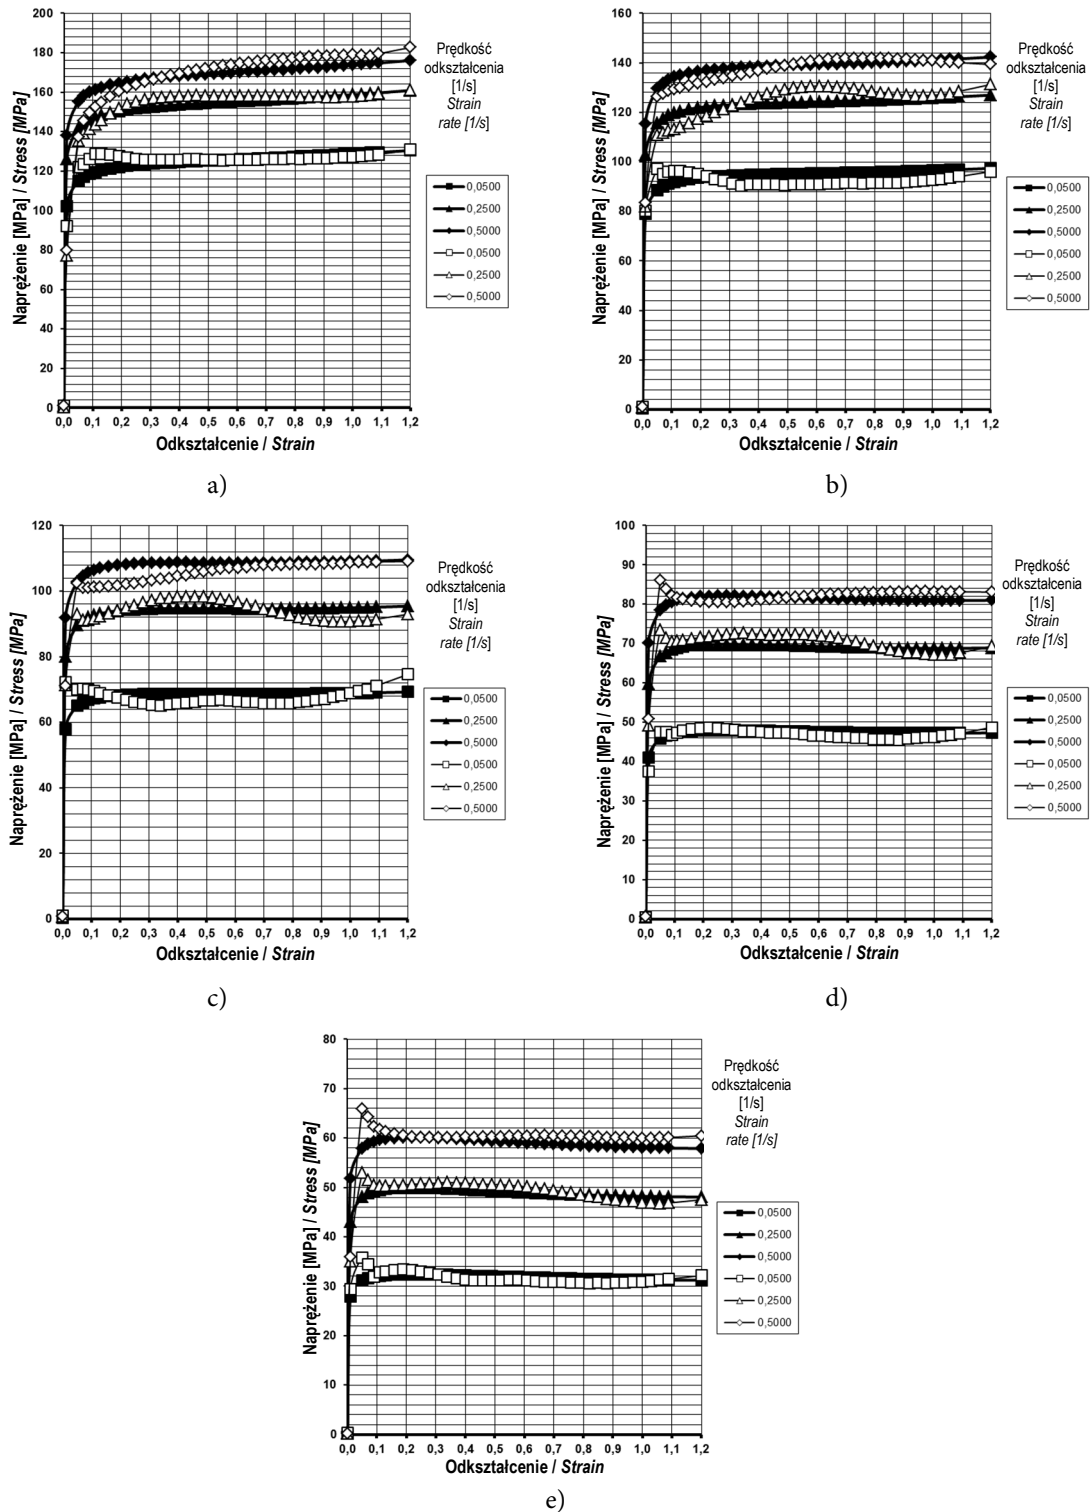 200
180
160
140
120
100
80
60
40
20
0
Naprężenie [MPa] / Stress [MPa]
0,0 0,1 0,2 0,3 0,4 0,5 0,6 0,7 0,8 0,9 1,0 1,1 1,2
Odkształcenie / Strain
Prędkość
odkształcenia
[1/s]
Strain
rate [1/s]
0,0500
0,2500
0,5000
0,0500
0,2500
0,5000
a)
160
140
120
100
80
60
40
20
0
Naprężenie [MPa] / Stress [MPa]
0,0 0,1 0,2 0,3 0,4 0,5 0,6 0,7 0,8 0,9 1,0 1,1 1,2
Odkształcenie / Strain
Prędkość
odkształcenia
[1/s]
Strain
rate [1/s]
0,0500
0,2500
0,5000
0,0500
0,2500
0,5000
b)
120
100
80
60
40
20
0
Naprężenie [MPa] / Stress [MPa]
0,0 0,1 0,2 0,3 0,4 0,5 0,6 0,7 0,8 0,9 1,0 1,1 1,2
Odkształcenie / Strain
Prędkość
odkształcenia
[1/s]
Strain
rate [1/s]
0,0500
0,2500
0,5000
0,0500
0,2500
0,5000
c)
100
90
80
70
60
50
40
30
20
10
0
Naprężenie [MPa] / Stress [MPa]
0,0 0,1 0,2 0,3 0,4 0,5 0,6 0,7 0,8 0,9 1,0 1,1 1,2
Odkształcenie / Strain
Prędkość
odkształcenia
[1/s]
Strain
rate [1/s]
0,0500
0,2500
0,5000
0,0500
0,2500
0,5000
d)
80
70
60
50
40
30
20
10
0
Naprężenie [MPa] / Stress [MPa]
0,0 0,1 0,2 0,3 0,4 0,5 0,6 0,7 0,8 0,9 1,0 1,1 1,2
Odkształcenie / Strain
Prędkość
odkształcenia
[1/s]
Strain
rate [1/s]
0,0500
0,2500
0,5000
0,0500
0,2500
0,5000
e)